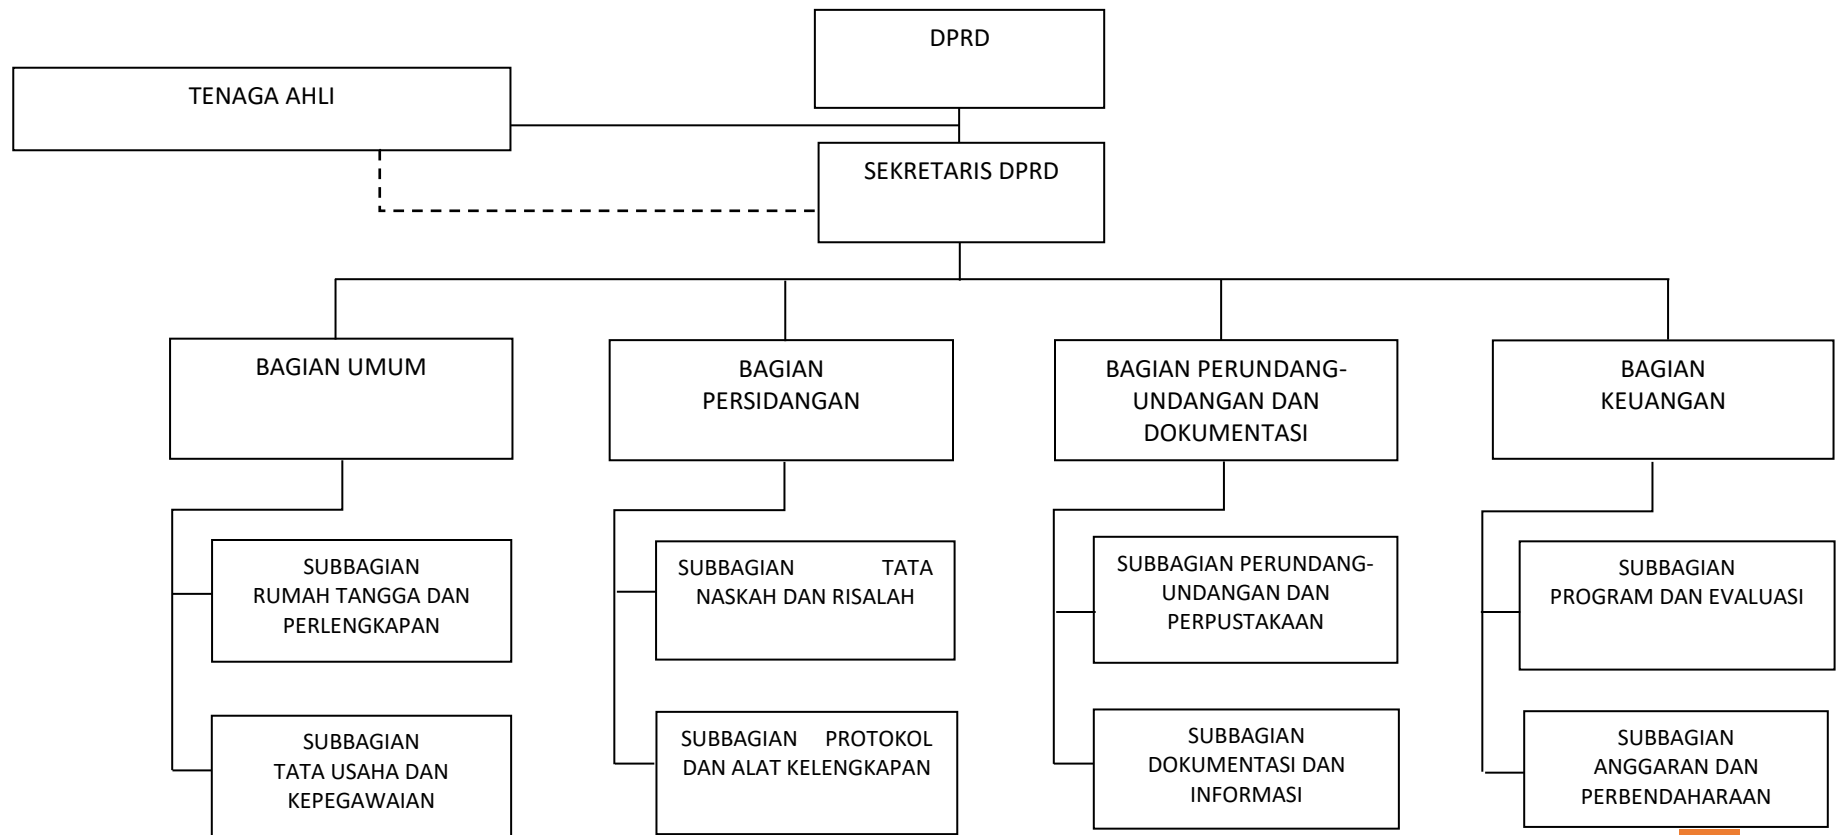 DPRD
TENAGA AHLI
SEKRETARIS DPRD
BAGIAN UMUM
BAGIAN
PERSIDANGAN
BAGIAN PERUNDANG-
UNDANGAN DAN
DOKUMENTASI
BAGIAN
KEUANGAN
SUBBAGIAN
RUMAH TANGGA DAN
PERLENGKAPAN
SUBBAGIAN TATA
NASKAH DAN RISALAH
SUBBAGIAN PERUNDANG-
UNDANGAN DAN
PERPUSTAKAAN
SUBBAGIAN
PROGRAM DAN EVALUASI
SUBBAGIAN
TATA USAHA DAN
KEPEGAWAIAN
SUBBAGIAN PROTOKOL
DAN ALAT KELENGKAPAN
SUBBAGIAN
DOKUMENTASI DAN
INFORMASI
SUBBAGIAN
ANGGARAN DAN
PERBENDAHARAAN